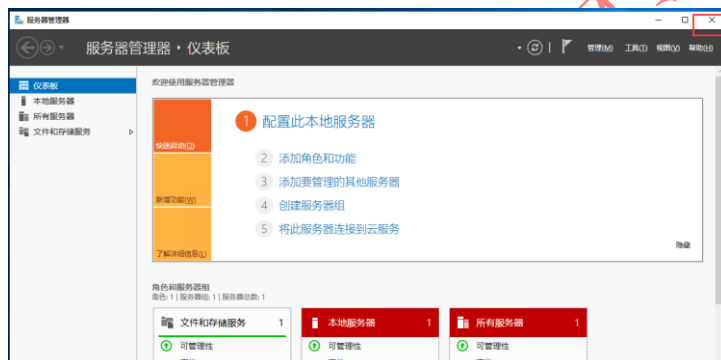 服务器管理器
服务器管理器 · 仪表板
管理(M) 工具(T) 视图(V) 帮助(H)
仪表板
本地服务器
所有服务器
文件和存储服务
欢迎使用服务器管理器
快速启动(Q)
新增功能(W)
了解详细信息(L)
1 配置此本地服务器
2 添加角色和功能
3 添加要管理的其他服务器
4 创建服务器组
5 将此服务器连接到云服务
隐藏
角色和服务器组
角色: 1 | 服务器组: 1 | 服务器总数: 1
文件和存储服务 1
可管理性
本地服务器 1
可管理性
所有服务器 1
可管理性